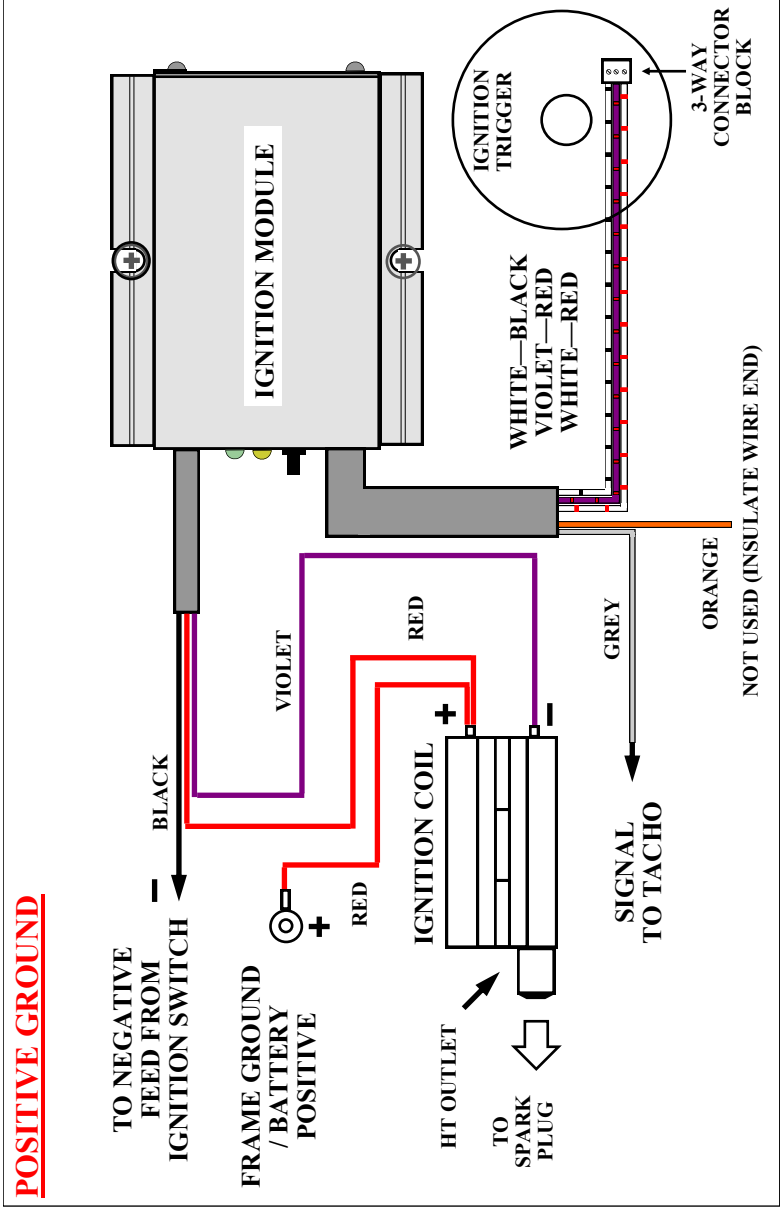 POSITIVE GROUND
TO NEGATIVE
FEED FROM
IGNITION SWITCH
–
BLACK
IGNITION MODULE
FRAME GROUND
/ BATTERY
POSITIVE
+
RED
VIOLET
RED
HT OUTLET
IGNITION COIL
+
–
TO
SPARK
PLUG
SIGNAL
TO TACHO
GREY
ORANGE
NOT USED (INSULATE WIRE END)
WHITE—BLACK
VIOLET—RED
WHITE—RED
IGNITION
TRIGGER
3-WAY
CONNECTOR
BLOCK